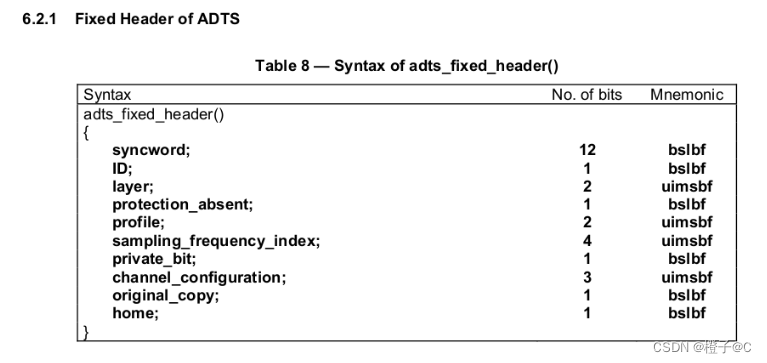 6.2.1 Fixed Header of ADTS
Table 8 — Syntax of adts_fixed_header()
Syntax No. of bits Mnemonic
adts_fixed_header()
{
syncword; 12 bslbf
ID; 1 bslbf
layer; 2 uimsbf
protection_absent; 1 bslbf
profile; 2 uimsbf
sampling_frequency_index; 4 uimsbf
private_bit; 1 bslbf
channel_configuration; 3 uimsbf
original_copy; 1 bslbf
home; 1 bslbf
}
CSDN @橙子@C